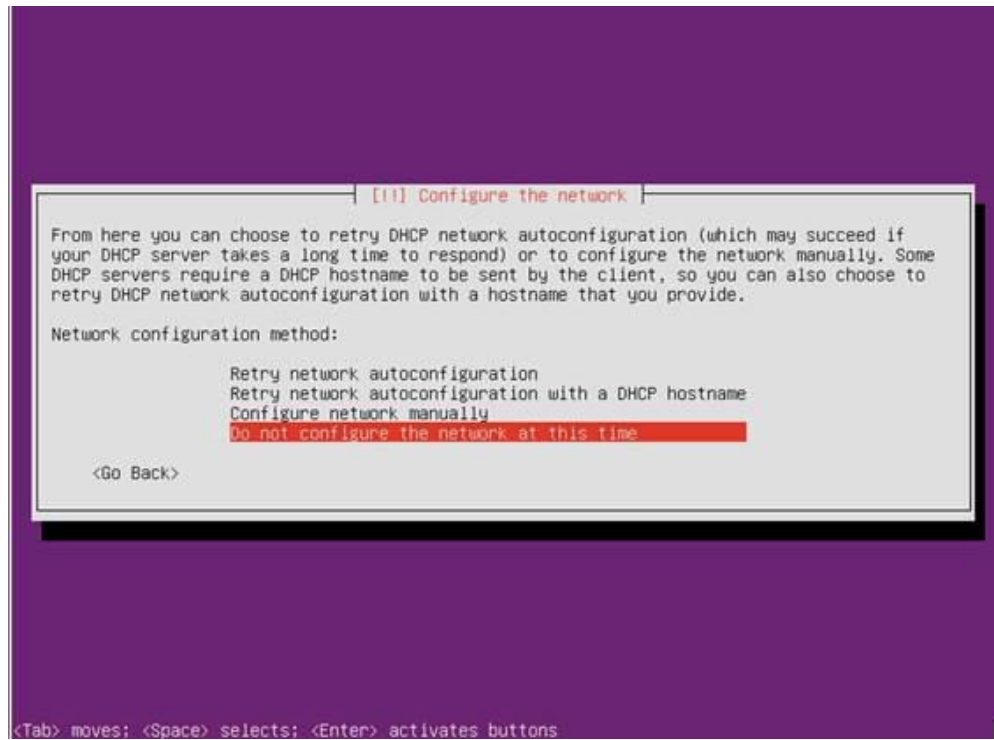 [!!] Configure the network
From here you can choose to retry DHCP network autoconfiguration (which may succeed if
your DHCP server takes a long time to respond) or to configure the network manually. Some
DHCP servers require a DHCP hostname to be sent by the client, so you can also choose to
retry DHCP network autoconfiguration with a hostname that you provide.
Network configuration method:
Retry network autoconfiguration
Retry network autoconfiguration with a DHCP hostname
Configure network manually
Do not configure the network at this time
<Go Back>
<Tab> moves; <Space> selects; <Enter> activates buttons